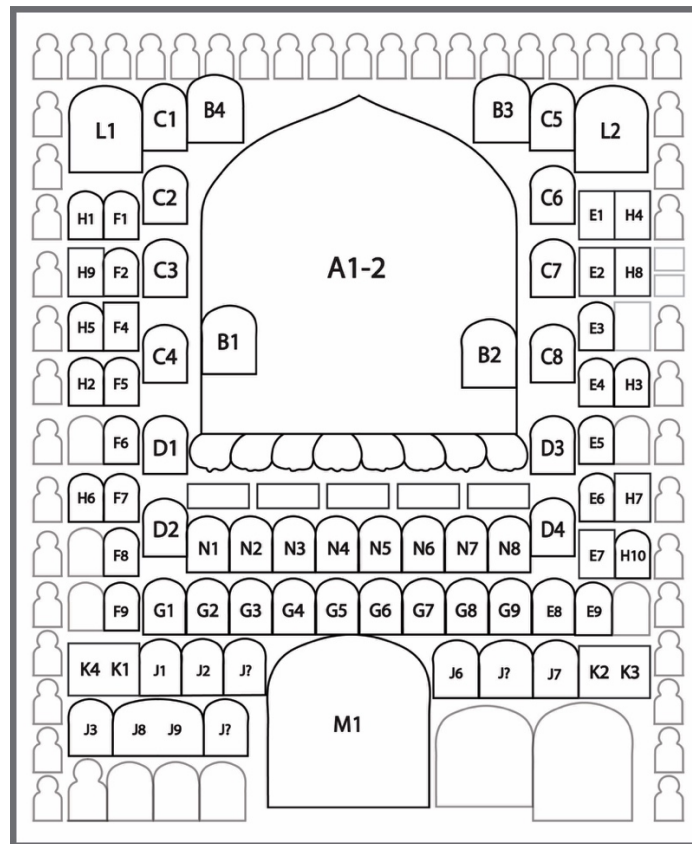 L1 C1 B4 B3 C5 L2
C2 C6
H1 F1 E1 H4
A1-2
H9 F2 C3 C7 E2 H8
H5 F4 E3
B1 B2
C4 C8
H2 F5 E4 H3
F6 D1 D3 E5
H6 F7 E6 H7
D2 D4
N1 N2 N3 N4 N5 N6 N7 N8
F8 E7 H10
F9 G1 G2 G3 G4 G5 G6 G7 G8 G9 E8 E9
K4 K1 J1 J2 J? J6 J? J7 K2 K3
M1
J3 J8 J9 J?